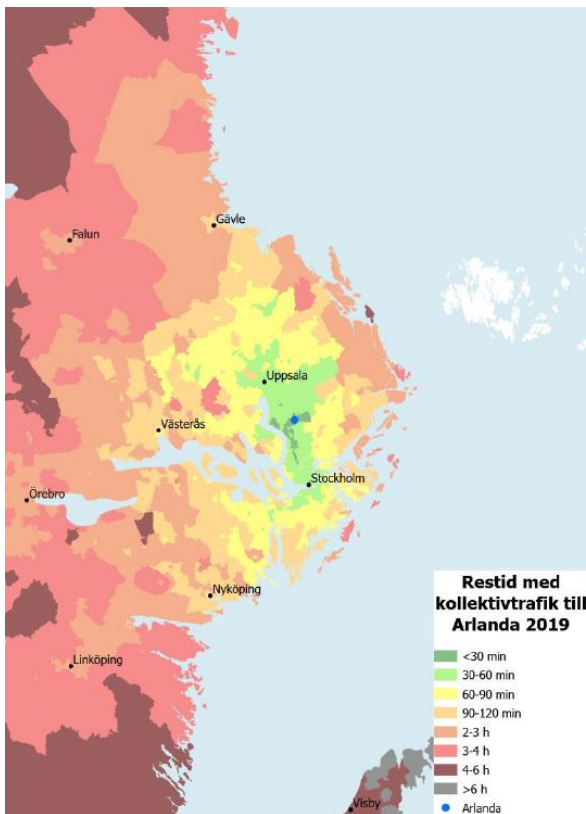 Gävle
Falun
Uppsala
Västerås
Stockholm
Örebro
Nyköping
Linköping
Visby
Restid med
kollektivtrafik till
Arlanda 2019
<30 min
30-60 min
60-90 min
90-120 min
2-3 h
3-4 h
4-6 h
>6 h
Arlanda